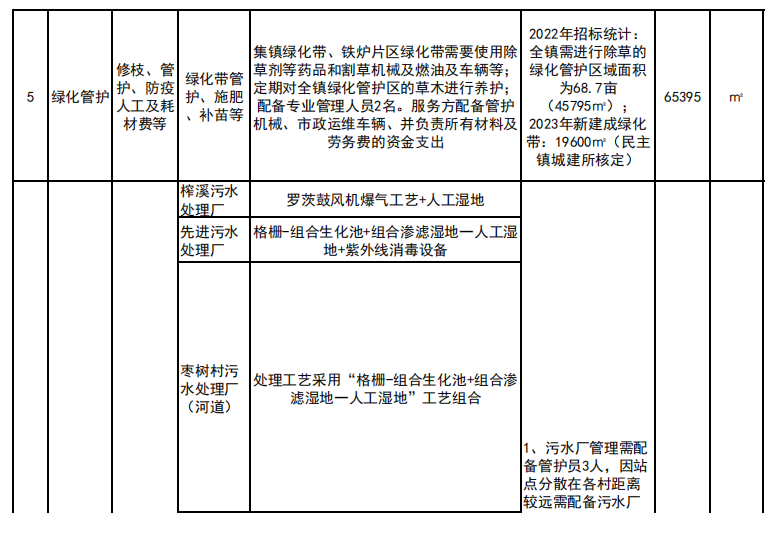 5
绿化管护
修枝、管
护、防疫
人工及耗
材费等
绿化带管
护、施肥
、补苗等
集镇绿化带、铁炉片区绿化带需要使用除
草剂等药品和割草机械及燃油及车辆等;
定期对全镇绿化管护区的草木进行养护;
配备专业管理人员2名。服务方配备管护
机械、市政运维车辆、并负责所有材料及
劳务费的资金支出
2022年招标统计:
全镇需进行除草的
绿化管护区域面积
为68.7亩
（45795㎡）;
2023年新建成绿化
带:19600㎡（民主
镇城建所核定）
65395
㎡
榨溪污水
处理厂
罗茨鼓风机爆气工艺+人工湿地
先进污水
处理厂
格栅-组合生化池+组合渗滤湿地一人工湿
地+紫外线消毒设备
枣树村污
水处理厂
（河道）
处理工艺采用“格栅-组合生化池+组合渗
滤湿地一人工湿地”工艺组合
1、污水厂管理需配
备管护员3人，因站
点分散在各村距离
较远需配备污水厂